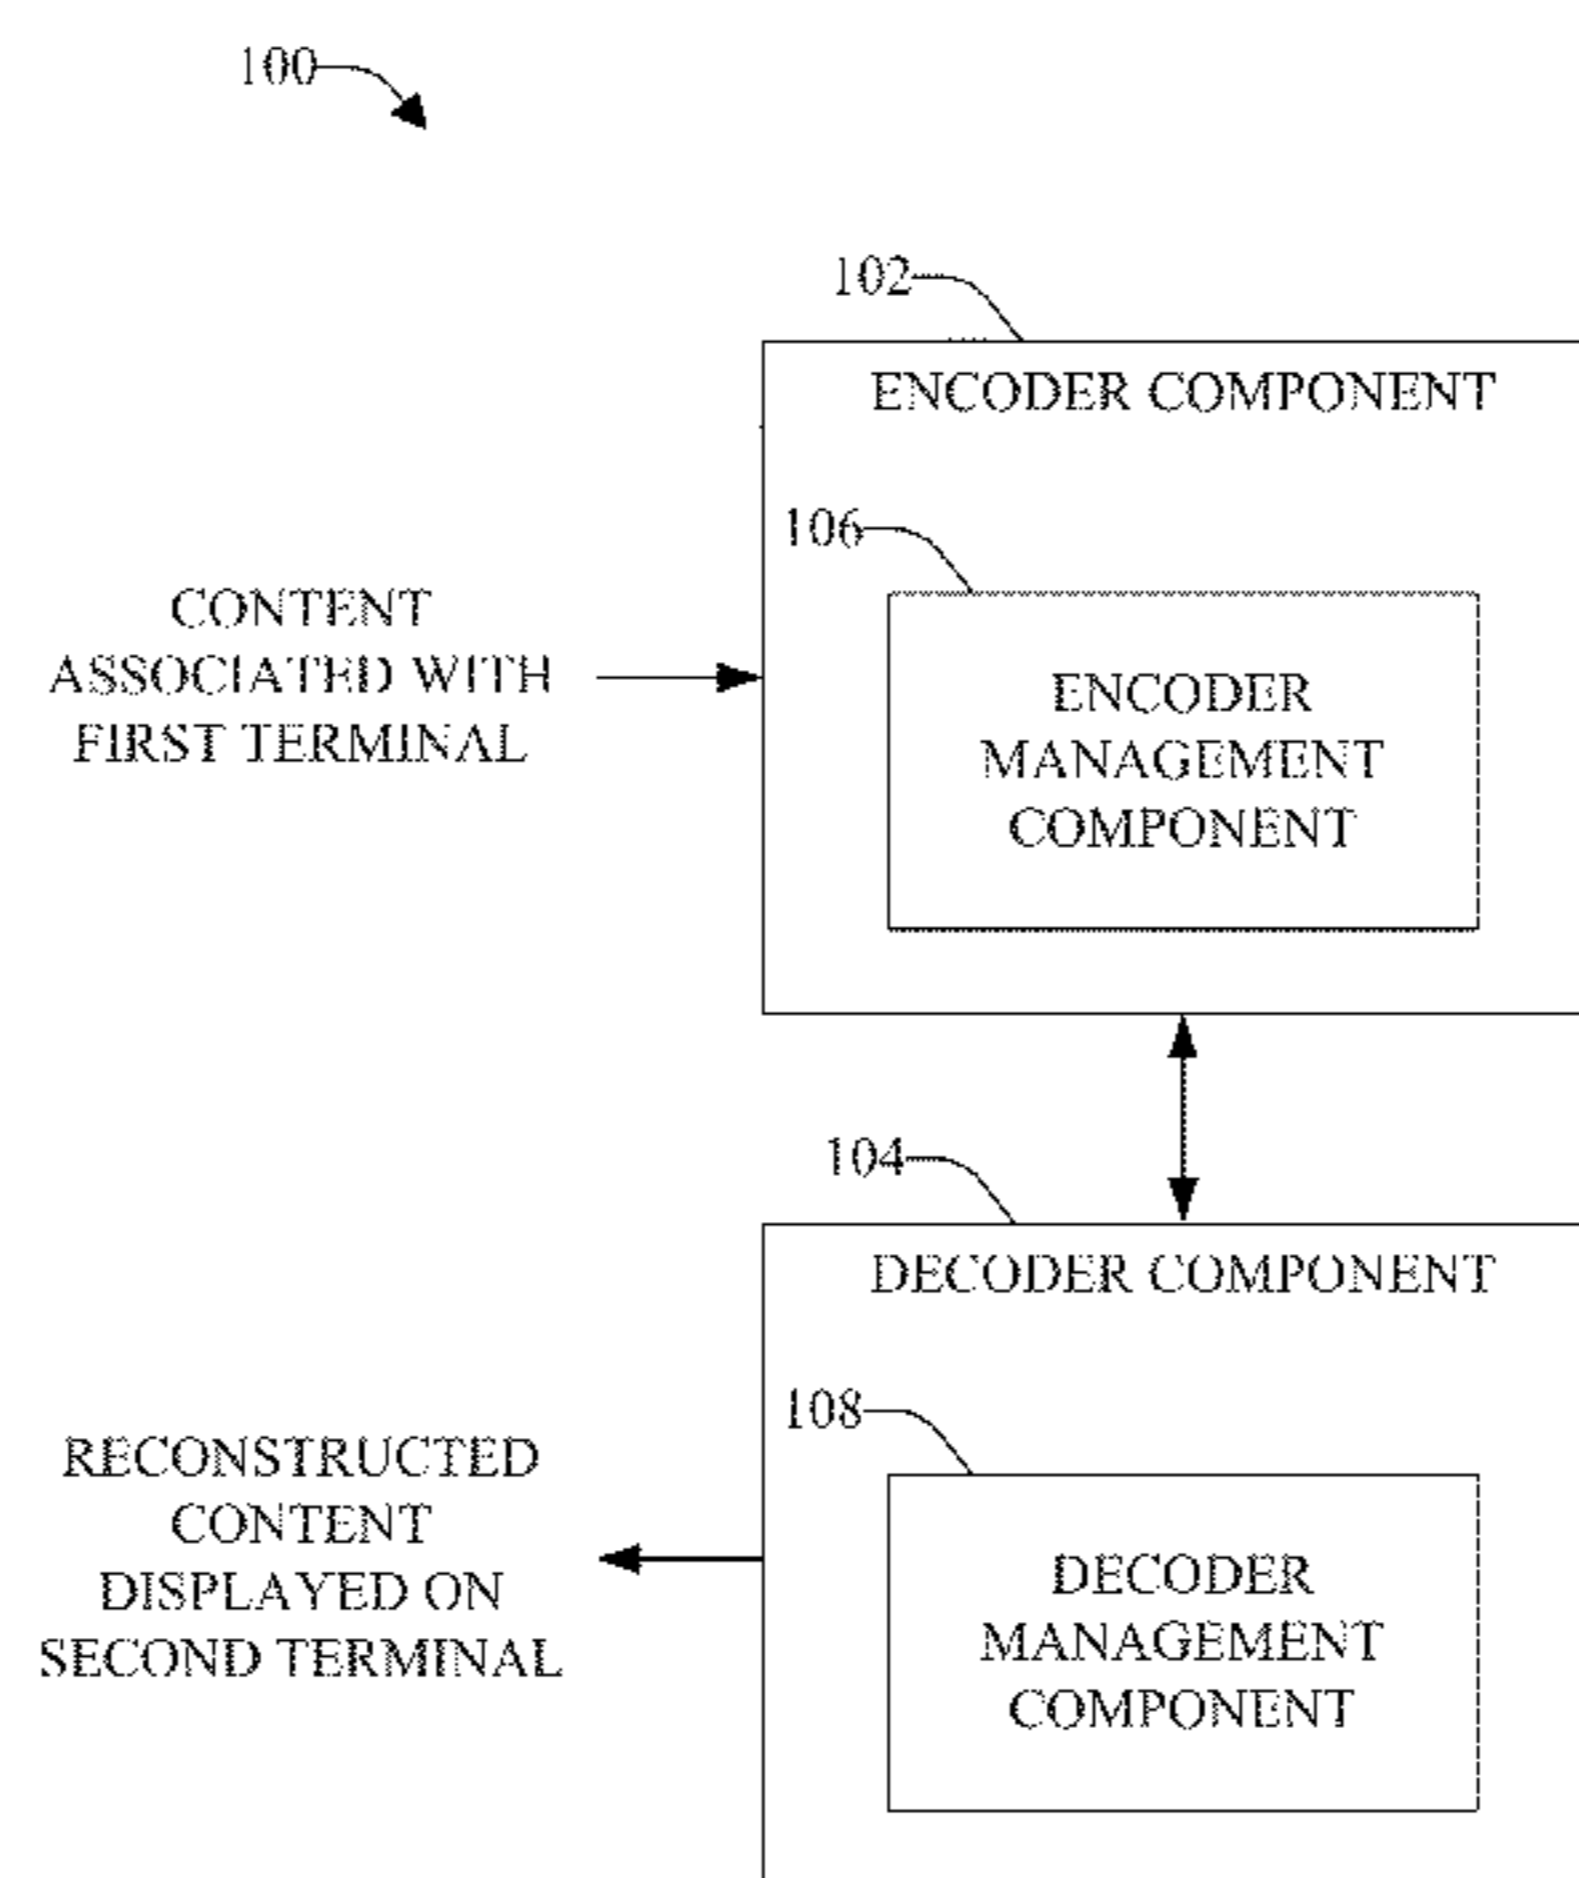 100
102
ENCODER COMPONENT
106
CONTENT
ASSOCIATED WITH
FIRST TERMINAL
ENCODER
MANAGEMENT
COMPONENT
104
DECODER COMPONENT
108
RECONSTRUCTED
CONTENT
DISPLAYED ON
SECOND TERMINAL
DECODER
MANAGEMENT
COMPONENT